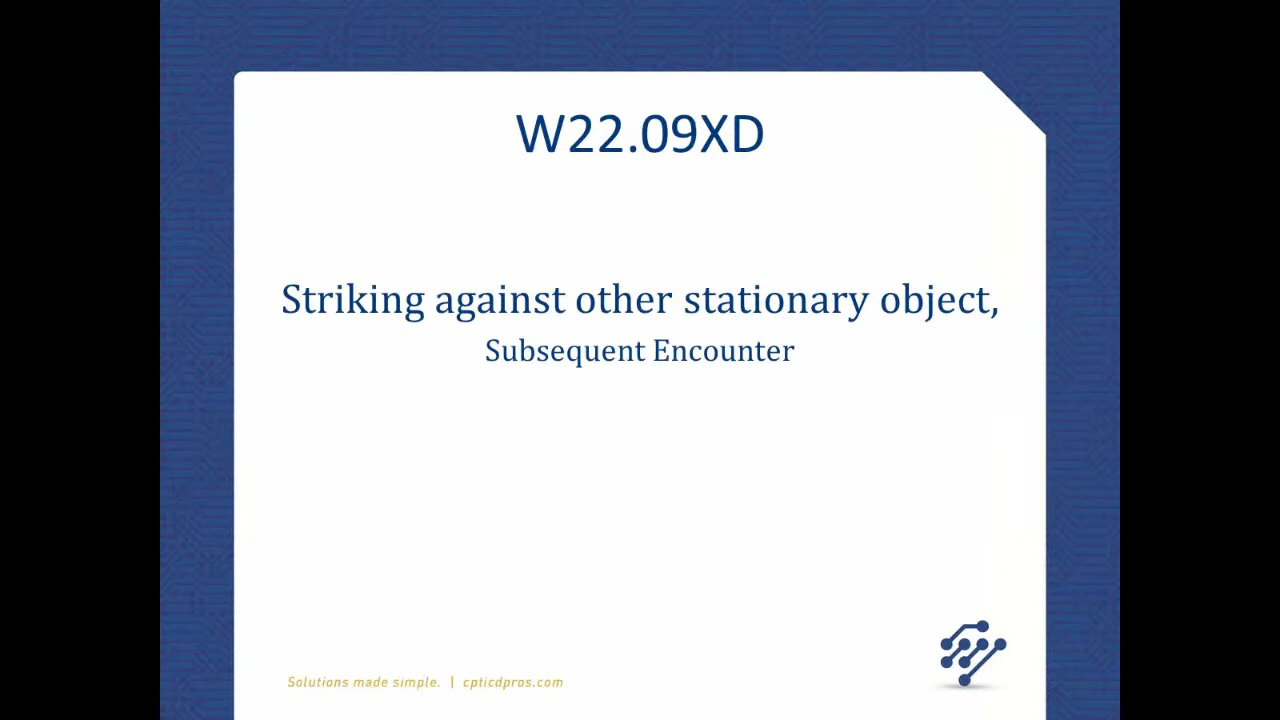 W22.09XD
Striking against other stationary object,
Subsequent Encounter
Solutions made simple. | cpticdpros.com